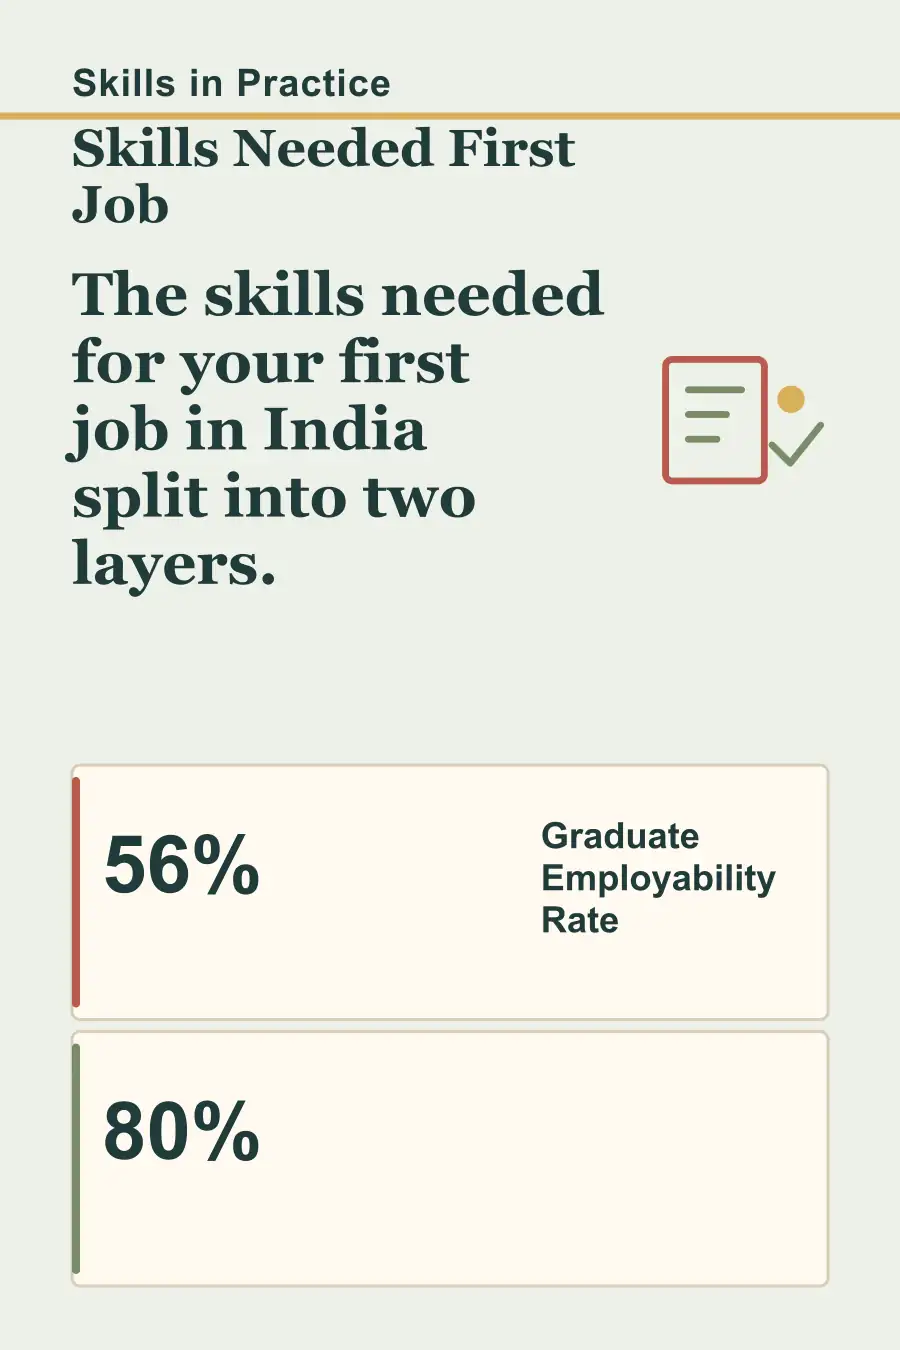 Skills in Practice
Skills Needed First
Job
The skills needed
for your first
job in India
split into two
layers.
56%
Graduate
Employability
Rate
80%